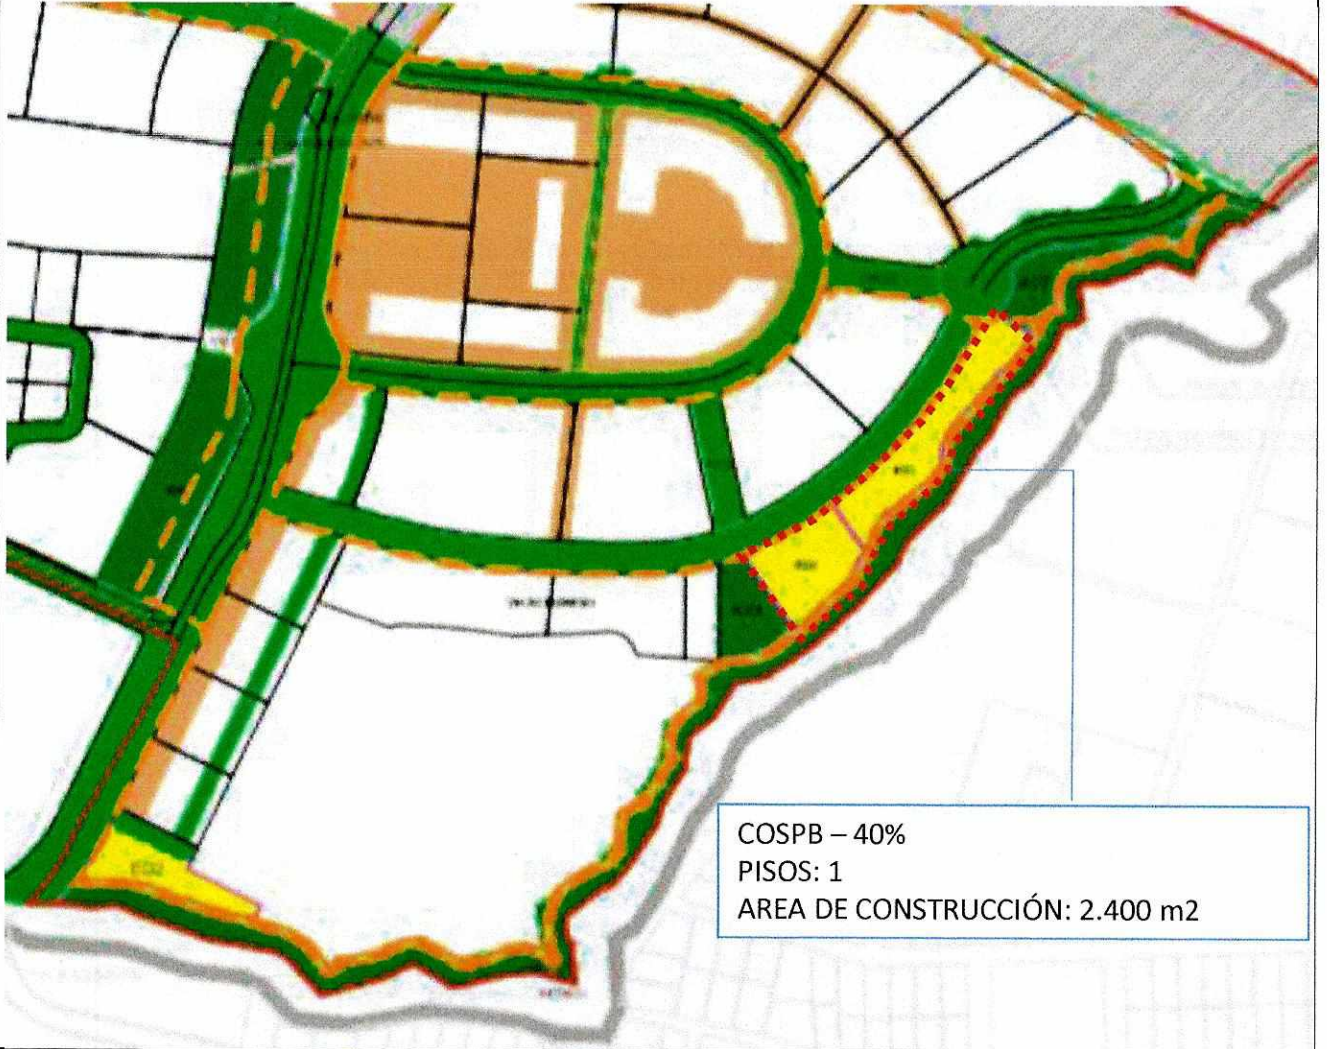 COSPB – 40%
PISOS: 1
AREA DE CONSTRUCCIÓN: 2.400 m2